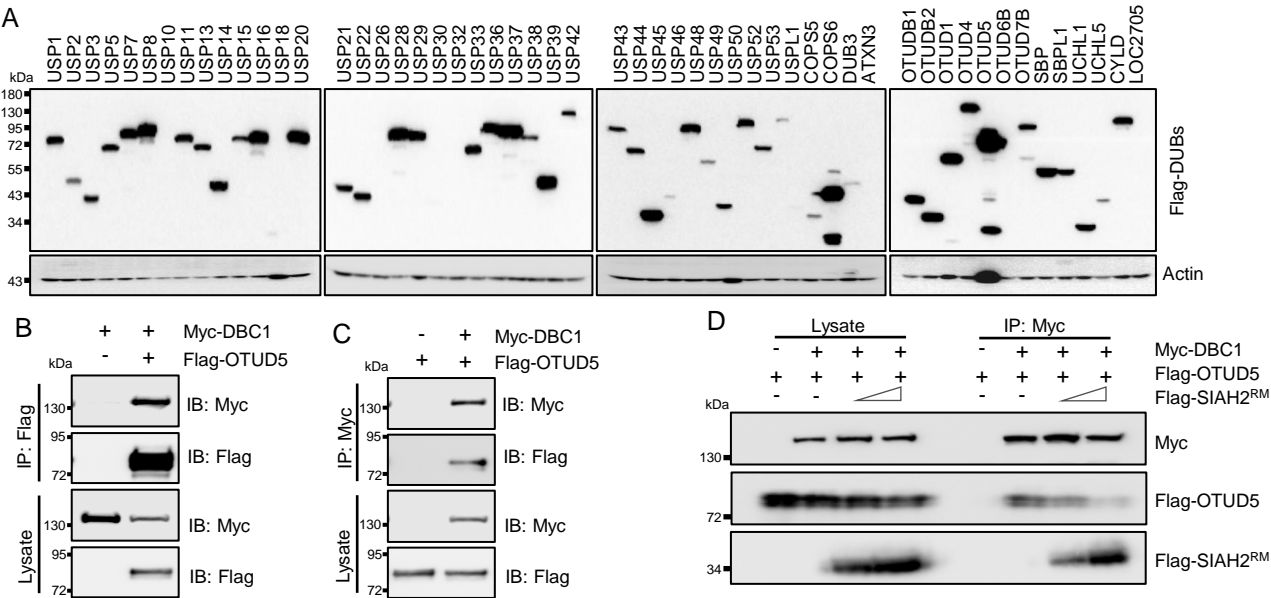 A
USP1 USP2 USP3 USP5 USP7 USP8 USP10 USP11 USP13 USP14 USP15 USP16 USP18 USP20
USP21 USP22 USP26 USP28 USP29 USP30 USP32 USP33 USP36 USP37 USP38 USP39 USP42
USP43 USP44 USP45 USP46 USP48 USP49 USP50 USP52 USP53 USPL1 COPS5 COPS6 DUB3 ATXN3
OTUDB1 OTUDB2 OTUD1 OTUD4 OTUD5 OTUD6B OTUD7B SBP SBPL1 UCHL1 UCHL5 CYLD LOC2705
kDa
180
130
95
72
55
43
34
Flag-DUBs
43
Actin
B
+ + Myc-DBC1
- + Flag-OTUD5
kDa
IP: Flag
130 IB: Myc
95
72 IB: Flag
Lysate
130 IB: Myc
95
72 IB: Flag
C
- + Myc-DBC1
+ + Flag-OTUD5
kDa
IP: Myc
130 IB: Myc
95
72 IB: Flag
Lysate
130 IB: Myc
95
72 IB: Flag
D
Lysate IP: Myc
- + + + - + + + Myc-DBC1
+ + + + + + + + Flag-OTUD5
- - - - Flag-SIAH2ᴿᴹ
kDa
130 Myc
72 Flag-OTUD5
34 Flag-SIAH2ᴿᴹ